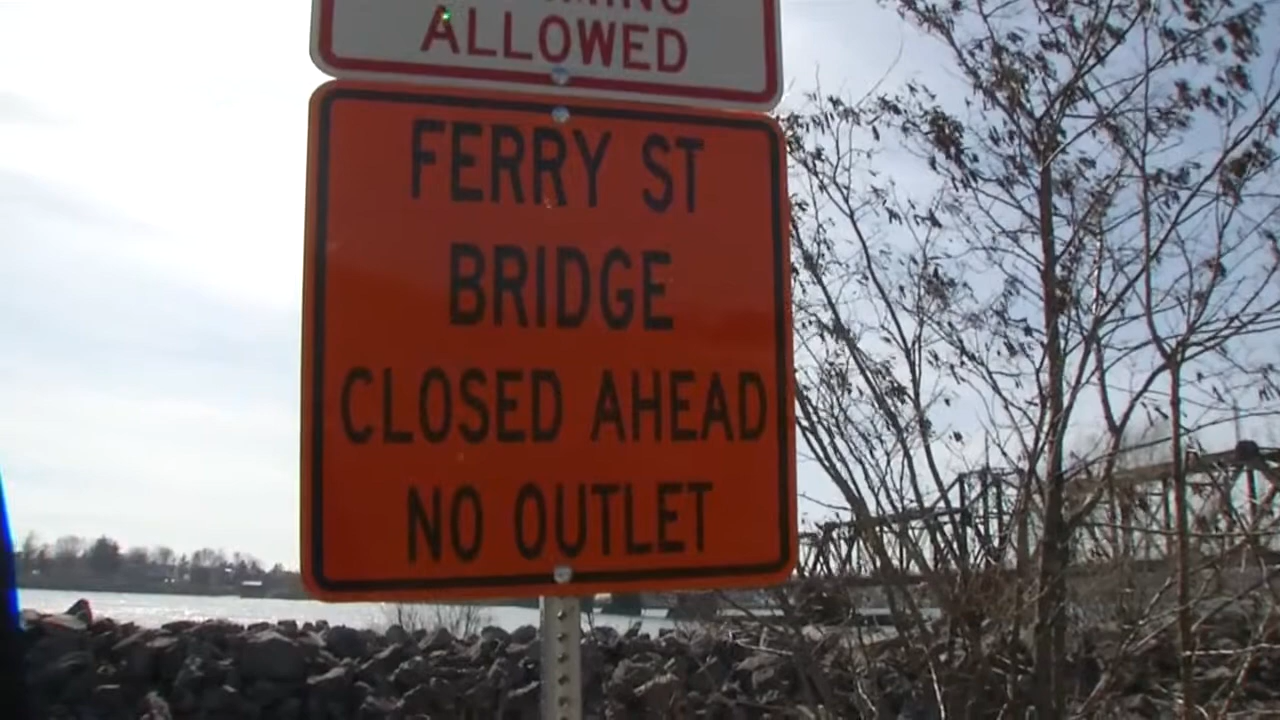 ALLOWED
FERRY ST
BRIDGE
CLOSED AHEAD
NO OUTLET